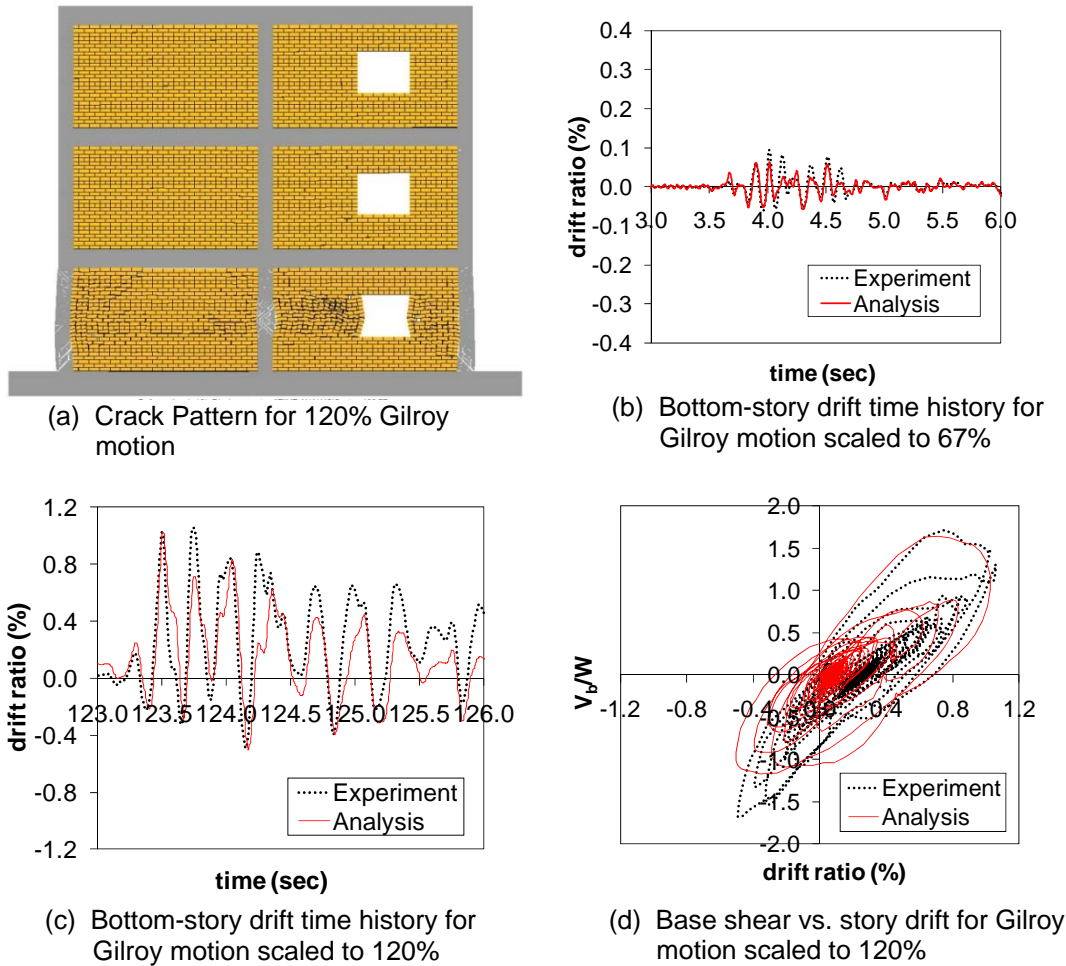 (a) Crack Pattern for 120% Gilroy
motion
0.4
0.3
0.2
0.1
0.0
-0.1
-0.2
-0.3
-0.4
drift ratio (%)
3.0 3.5 4.0 4.5 5.0 5.5 6.0
Experiment
Analysis
time (sec)
(b) Bottom-story drift time history for
Gilroy motion scaled to 67%
1.2
0.8
0.4
0.0
-0.4
-0.8
-1.2
drift ratio (%)
123.0 123.5 124.0 124.5 125.0 125.5 126.0
Experiment
Analysis
time (sec)
(c) Bottom-story drift time history for
Gilroy motion scaled to 120%
2.0
1.5
1.0
0.5
0.0
-0.5
-1.0
-1.5
-2.0
Vb/W
-1.2 -0.8 -0.4 0.0 0.4 0.8 1.2
Experiment
Analysis
drift ratio (%)
(d) Base shear vs. story drift for Gilroy
motion scaled to 120%